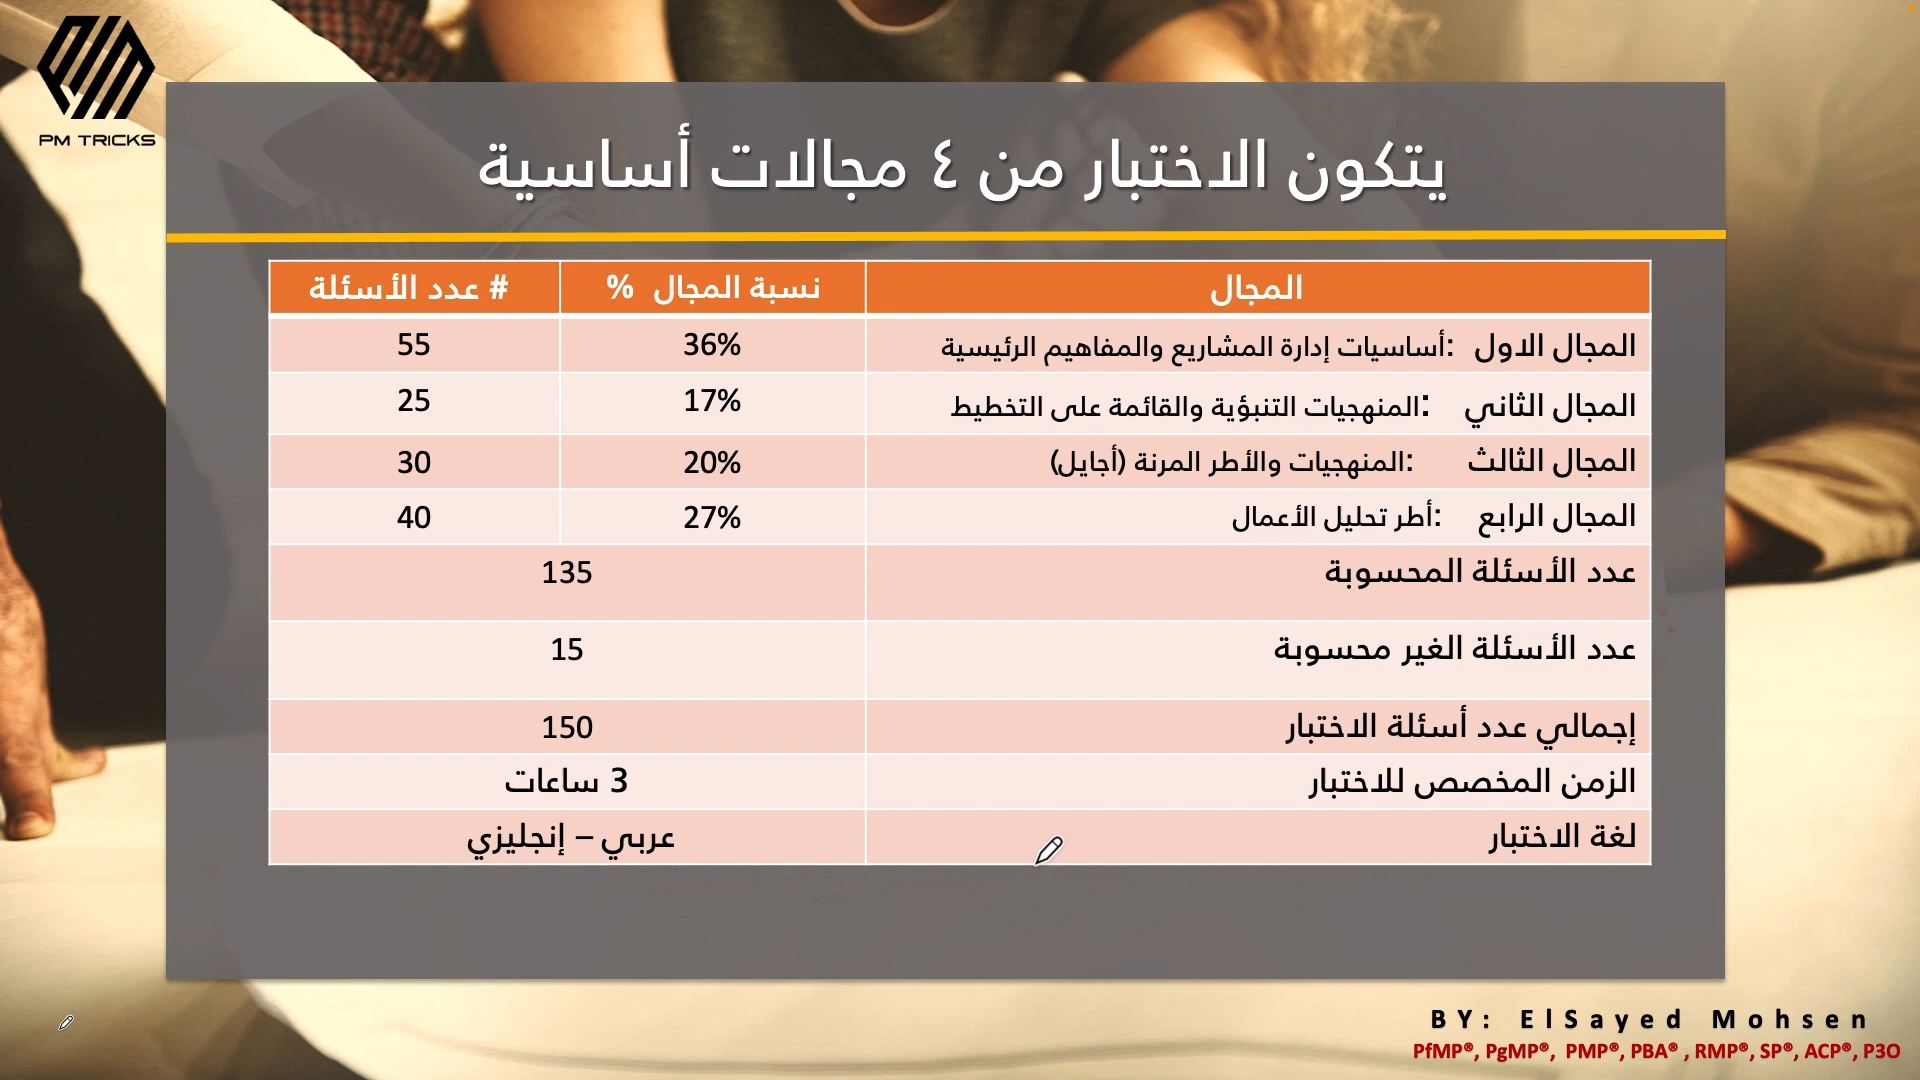 PM TRICKS
يتكون الاختبار من ٤ مجالات أساسية
المجال نسبة المجال % # عدد الأسئلة
المجال الاول :أساسيات إدارة المشاريع والمفاهيم الرئيسية 36% 55
المجال الثاني :المنهجيات التنبؤية والقائمة على التخطيط 17% 25
المجال الثالث :المنهجيات والأطر المرنة (أجايل) 20% 30
المجال الرابع :أطر تحليل الأعمال 27% 40
عدد الأسئلة المحسوبة 135
عدد الأسئلة الغير محسوبة 15
إجمالي عدد أسئلة الاختبار 150
الزمن المخصص للاختبار 3 ساعات
لغة الاختبار عربي – إنجليزي
BY: ElSayed Mohsen
PfMP®, PgMP®, PMP®, PBA® , RMP®, SP®, ACP®, P3O